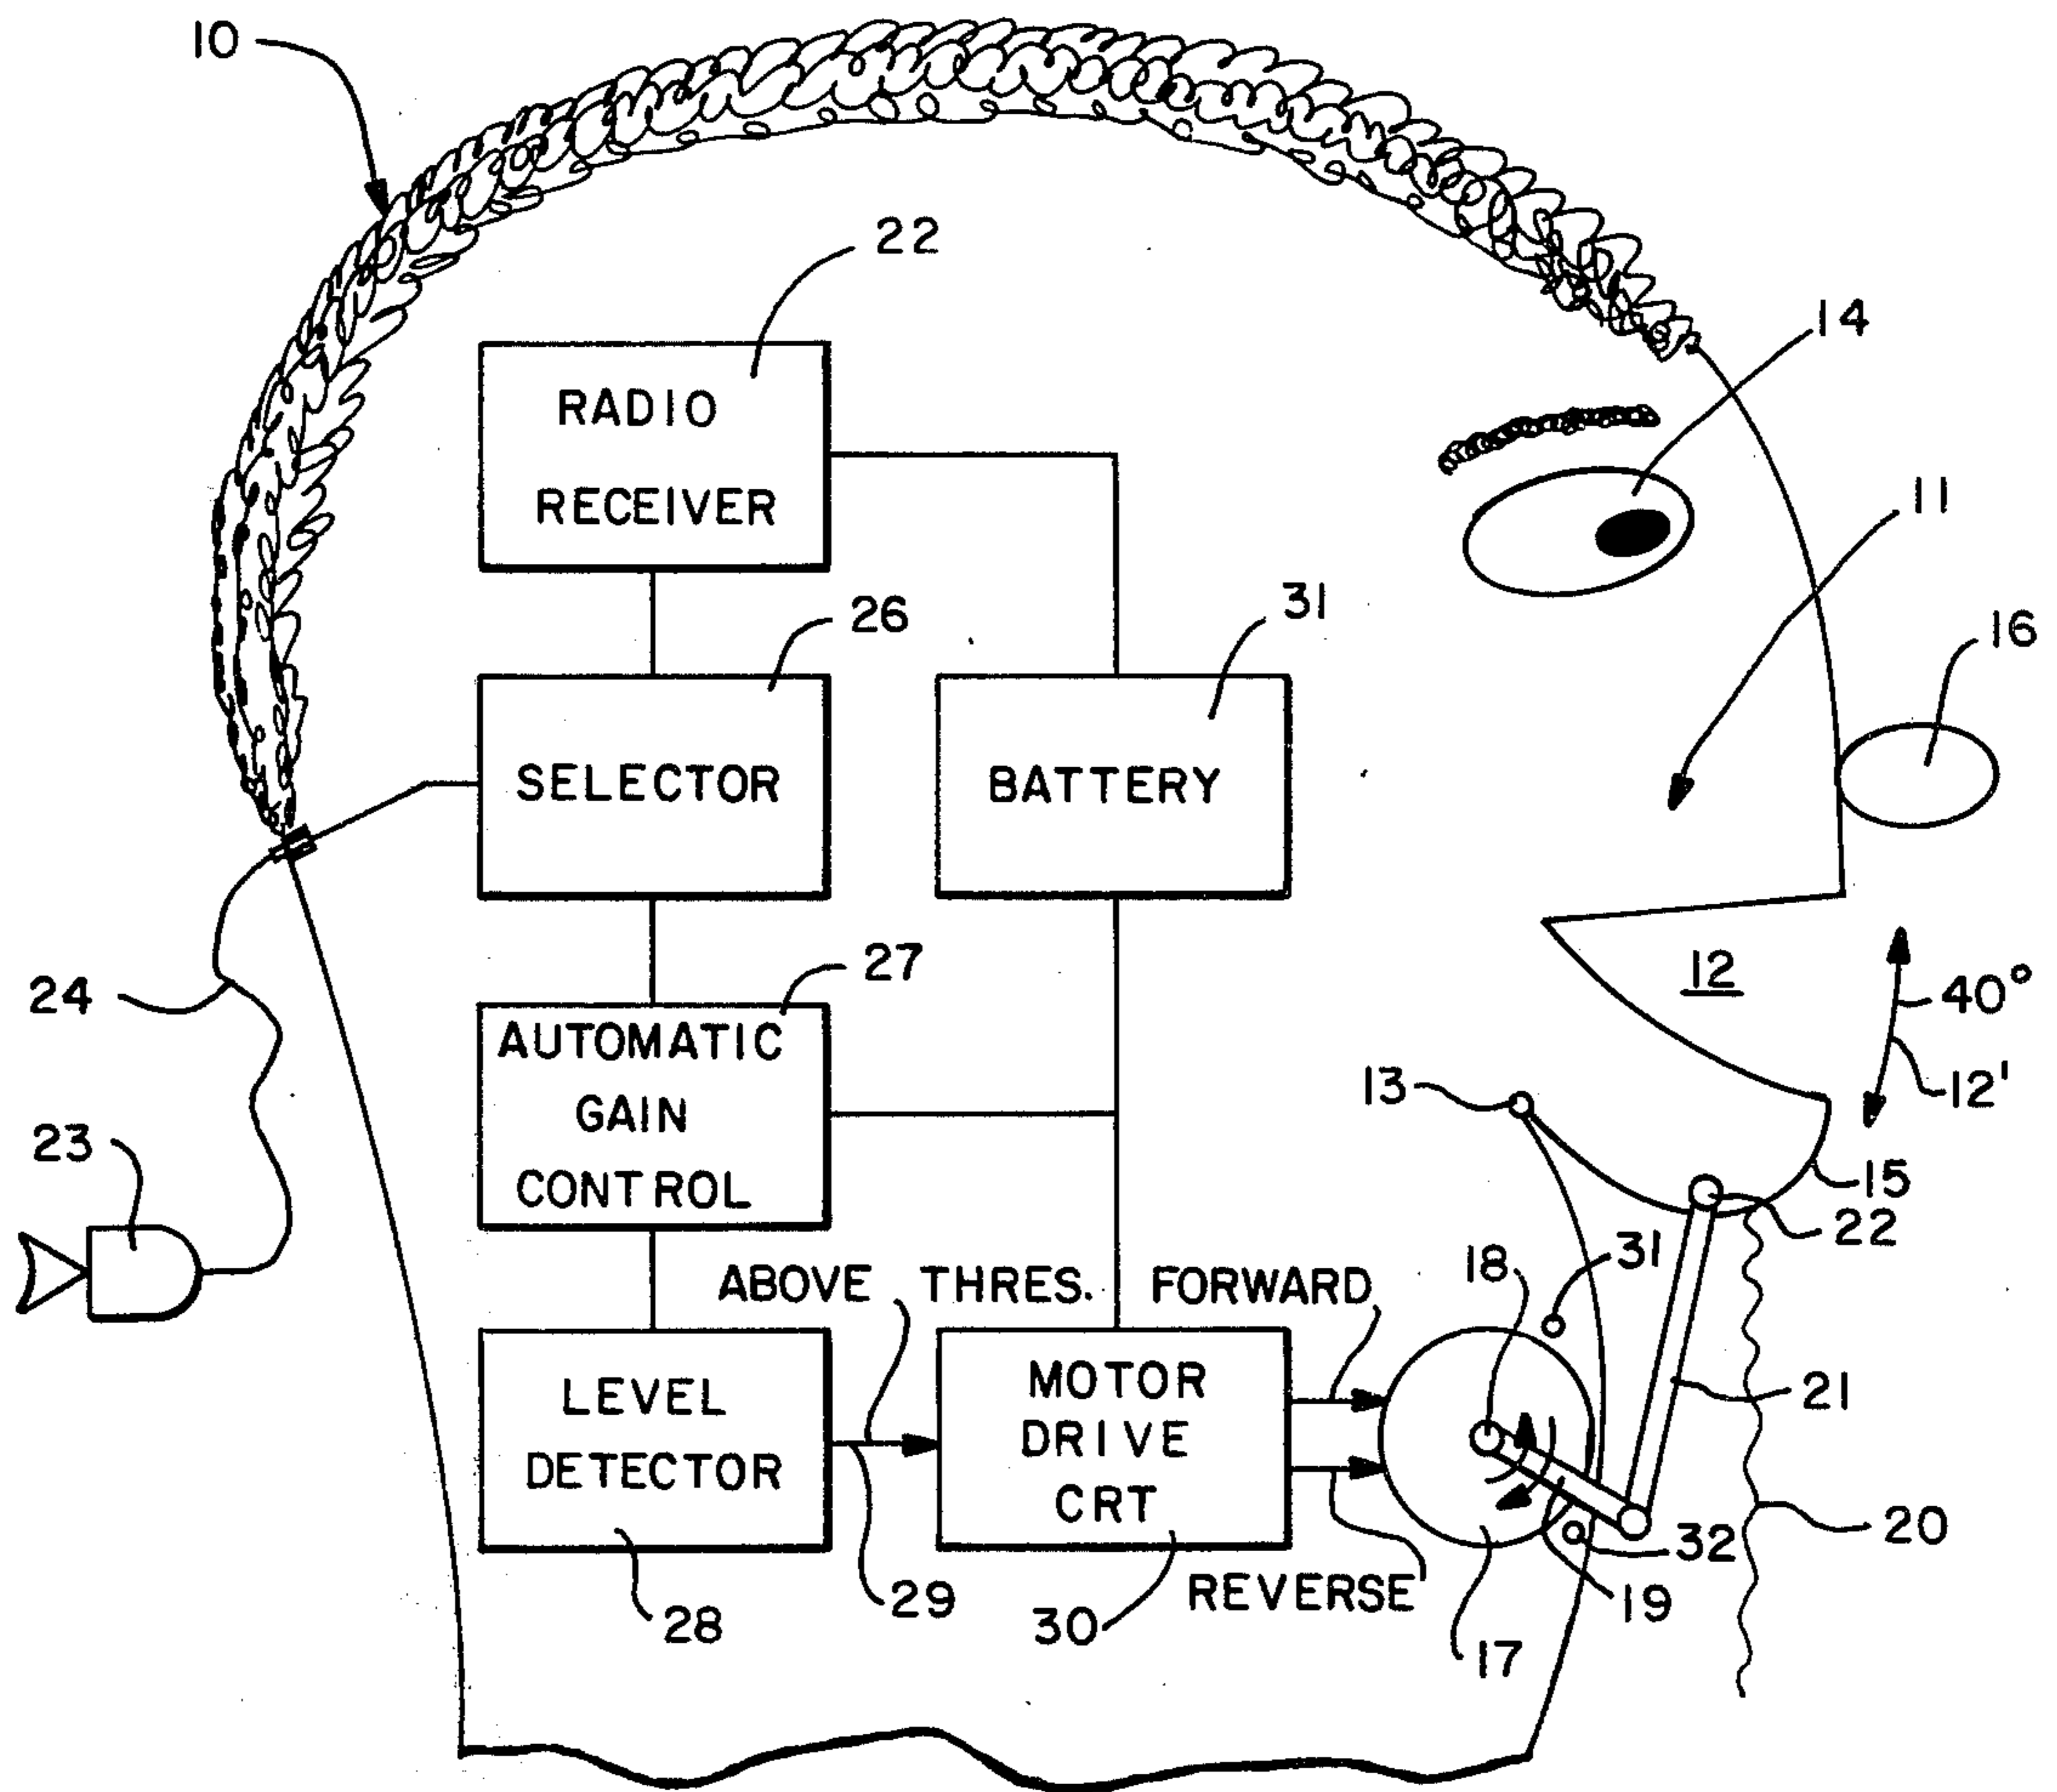 10
22
14
RADIO
RECEIVER
11
26
31
16
SELECTOR
BATTERY
12
40°
12'
27
24
AUTOMATIC
GAIN
CONTROL
13
15
22
23
31
18
ABOVE THRES. FORWARD
21
LEVEL
DETECTOR
MOTOR
DRIVE
CRT
20
32
29
REVERSE
19
28
30
17